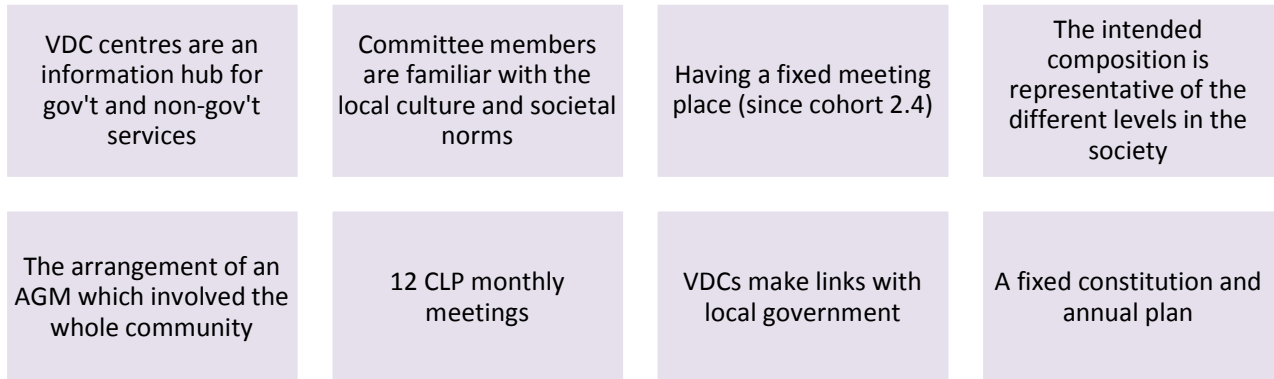 VDC centres are an
information hub for
gov't and non-gov't
services
Committee members
are familiar with the
local culture and societal
norms
Having a fixed meeting
place (since cohort 2.4)
The intended
composition is
representative of the
different levels in the
society
The arrangement of an
AGM which involved the
whole community
12 CLP monthly
meetings
VDCs make links with
local government
A fixed constitution and
annual plan